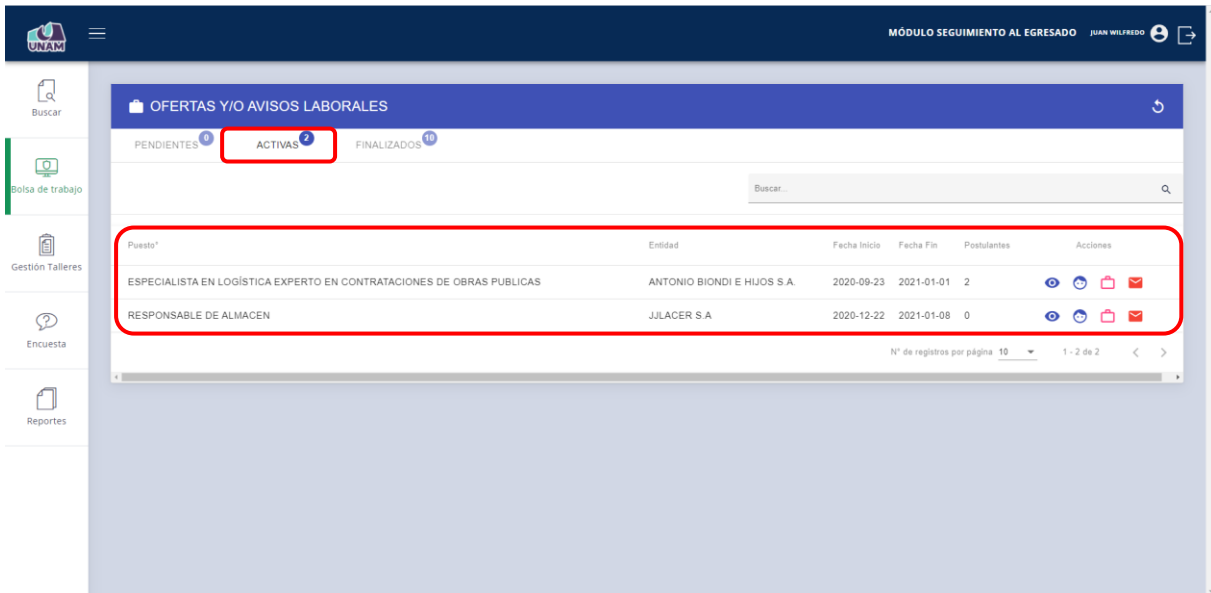 UNAM
MÓDULO SEGUIMIENTO AL EGRESADO JUAN WILFREDO
Buscar
Bolsa de trabajo
Gestión Talleres
Encuesta
Reportes
OFERTAS Y/O AVISOS LABORALES
PENDIENTES 0 ACTIVAS 2 FINALIZADOS 10
Buscar...
Puesto* Entidad Fecha Inicio Fecha Fin Postulantes Acciones
ESPECIALISTA EN LOGÍSTICA EXPERTO EN CONTRATACIONES DE OBRAS PUBLICAS ANTONIO BIONDI E HIJOS S.A. 2020-09-23 2021-01-01 2
RESPONSABLE DE ALMACEN JJLACER S.A 2020-12-22 2021-01-08 0
N° de registros por página 10 1 - 2 de 2